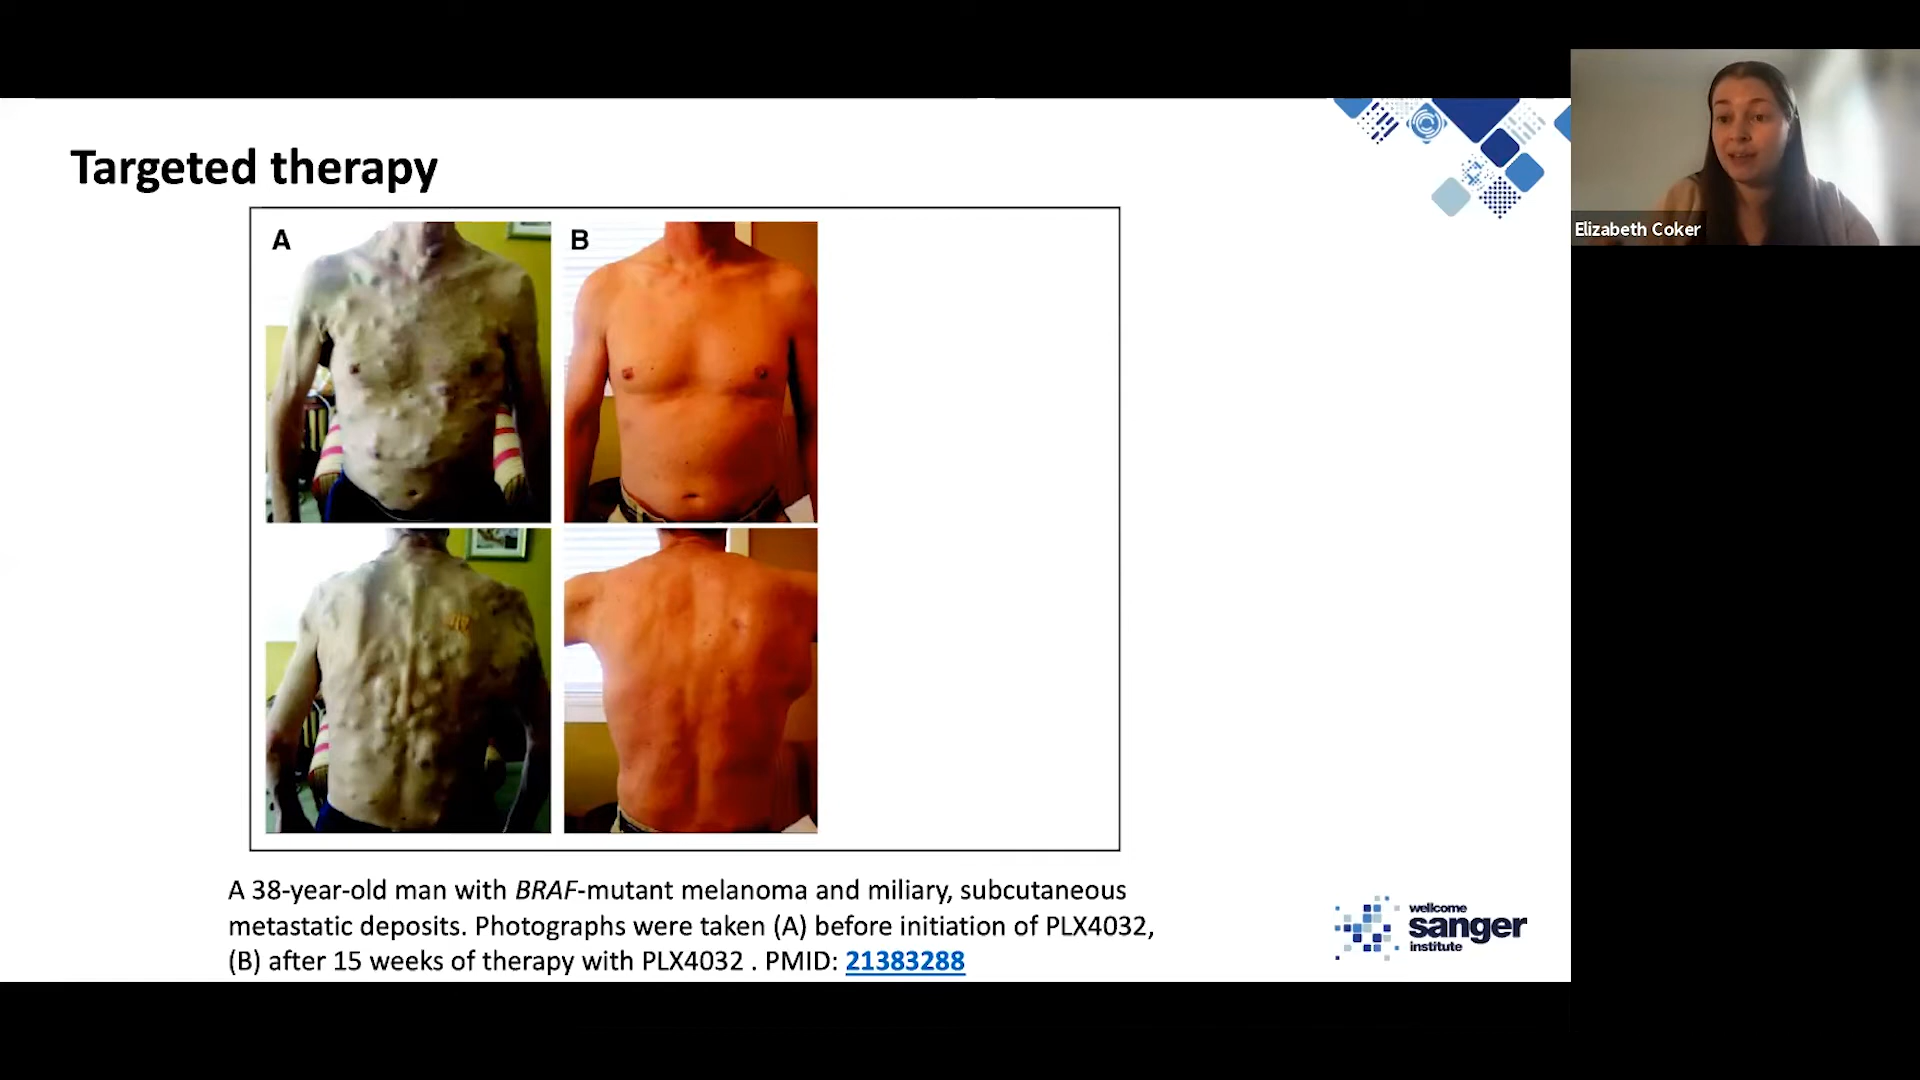 Targeted therapy
A
B
Elizabeth Coker
A 38-year-old man with BRAF-mutant melanoma and miliary, subcutaneous
metastatic deposits. Photographs were taken (A) before initiation of PLX4032,
(B) after 15 weeks of therapy with PLX4032 . PMID: 21383288
wellcome
sanger
institute